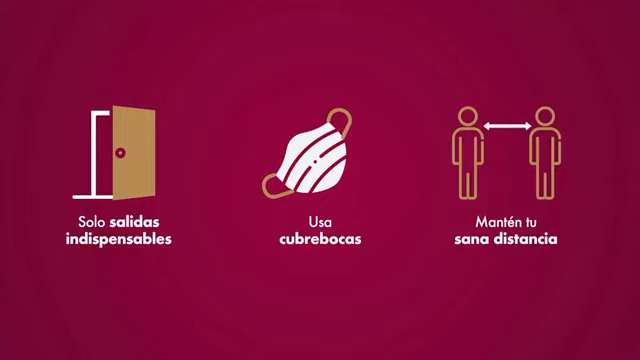 Solo salidas
indispensables
Usa
cubrebocas
Mantén tu
sana distancia